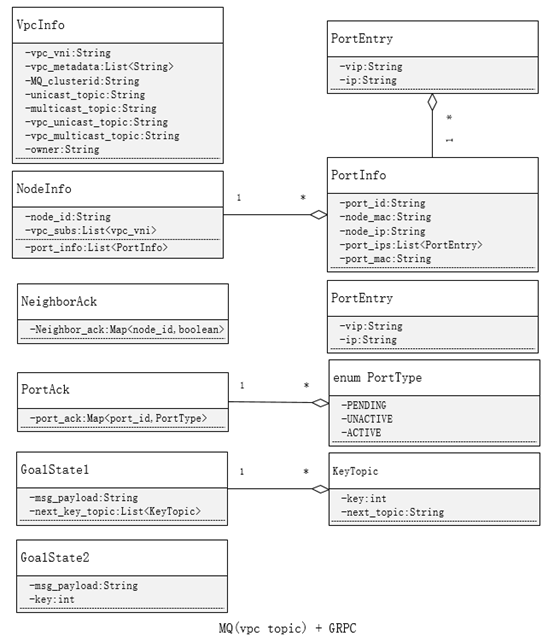 VpcInfo
-vpc_vni:String
-vpc_metadata:List<String>
-MQ_clusterid:String
-unicast_topic:String
-multicast_topic:String
-vpc_unicast_topic:String
-vpc_multicast_topic:String
-owner:String
PortEntry
-vip:String
-ip:String
*
1
NodeInfo
-node_id:String
-vpc_subs:List<vpc_vni>
-port_info:List<PortInfo>
1
*
PortInfo
-port_id:String
-node_mac:String
-node_ip:String
-port_ips:List<PortEntry>
-port_mac:String
NeighborAck
-Neighbor_ack:Map<node_id,boolean>
PortEntry
-vip:String
-ip:String
PortAck
-port_ack:Map<port_id,PortType>
1
*
enum PortType
-PENDING
-UNACTIVE
-ACTIVE
GoalState1
-msg_payload:String
-next_key_topic:List<KeyTopic>
1
*
KeyTopic
-key:int
-next_topic:String
GoalState2
-msg_payload:String
-key:int
MQ(vpc topic) + GRPC